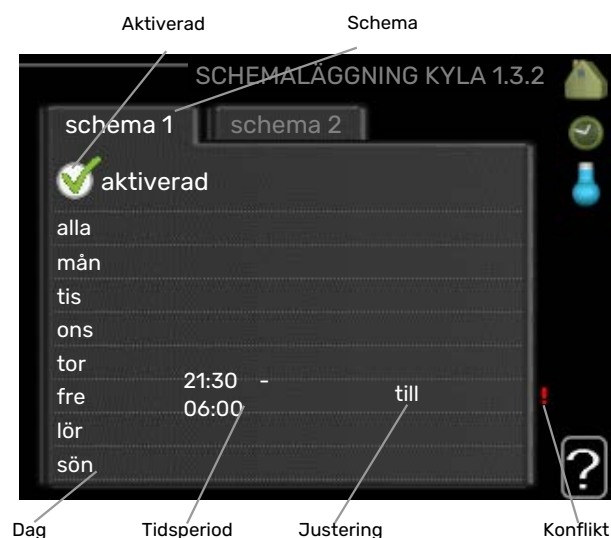 Aktiverad Schema
SCHEMALÄGGNING KYLA 1.3.2
schema 1 schema 2
aktiverad
alla
mån
tis
ons
tor
fre 21:30 - 06:00 till !
lör
sön
?
Dag Tidsperiod Justering Konflikt